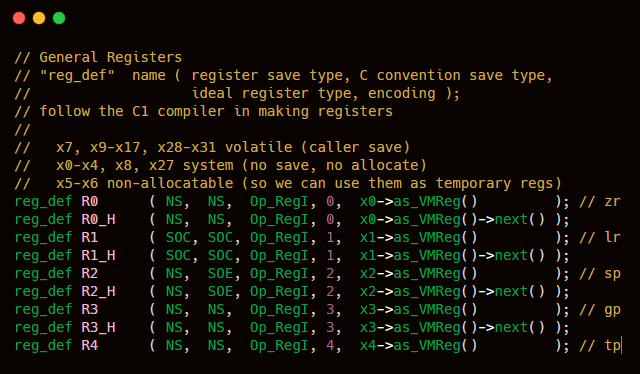 // General Registers
// "reg_def"  name ( register save type, C convention save type,
//                   ideal register type, encoding );
// follow the C1 compiler in making registers
//
//   x7, x9-x17, x28-x31 volatile (caller save)
//   x0-x4, x8, x27 system (no save, no allocate)
//   x5-x6 non-allocatable (so we can use them as temporary regs)
reg_def R0      ( NS,  NS,  Op_RegI, 0,  x0->as_VMReg()         ); // zr
reg_def R0_H    ( NS,  NS,  Op_RegI, 0,  x0->as_VMReg()->next() );
reg_def R1      ( SOC, SOC, Op_RegI, 1,  x1->as_VMReg()         ); // lr
reg_def R1_H    ( SOC, SOC, Op_RegI, 1,  x1->as_VMReg()->next() );
reg_def R2      ( NS,  SOE, Op_RegI, 2,  x2->as_VMReg()         ); // sp
reg_def R2_H    ( NS,  SOE, Op_RegI, 2,  x2->as_VMReg()->next() );
reg_def R3      ( NS,  NS,  Op_RegI, 3,  x3->as_VMReg()         ); // gp
reg_def R3_H    ( NS,  NS,  Op_RegI, 3,  x3->as_VMReg()->next() );
reg_def R4      ( NS,  NS,  Op_RegI, 4,  x4->as_VMReg()         ); // tp